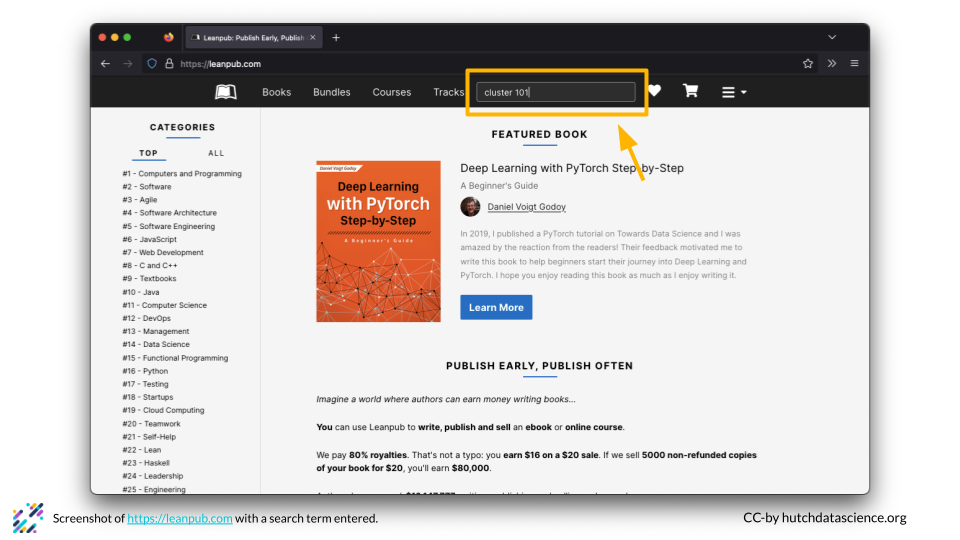 Leanpub: Publish Early, Publish
https://leanpub.com
Books Bundles Courses Tracks cluster 101
CATEGORIES
TOP ALL
#1 - Computers and Programming
#2 - Software
#3 - Agile
#4 - Software Architecture
#5 - Software Engineering
#6 - JavaScript
#7 - Web Development
#8 - C and C++
#9 - Textbooks
#10 - Java
#11 - Computer Science
#12 - DevOps
#13 - Management
#14 - Data Science
#15 - Functional Programming
#16 - Python
#17 - Testing
#18 - Startups
#19 - Cloud Computing
#20 - Teamwork
#21 - Self-Help
#22 - Lean
#23 - Haskell
#24 - Leadership
#25 - Engineering
FEATURED BOOK
Daniel Voigt Godoy
Deep Learning
with PyTorch
Step-by-Step
A Beginner's Guide
Deep Learning with PyTorch Step-by-Step
A Beginner's Guide
Daniel Voigt Godoy
In 2019, I published a PyTorch tutorial on Towards Data Science and I was
amazed by the reaction from the readers! Their feedback motivated me to
write this book to help beginners start their journey into Deep Learning and
PyTorch. I hope you enjoy reading this book as much as I enjoy writing it.
Learn More
PUBLISH EARLY, PUBLISH OFTEN
Imagine a world where authors can earn money writing books...
You can use Leanpub to write, publish and sell an ebook or online course.
We pay 80% royalties. That's not a typo: you earn $16 on a $20 sale. If we sell 5000 non-refunded copies
of your book for $20, you'll earn $80,000.
Screenshot of https://leanpub.com with a search term entered.
CC-by hutchdatascience.org